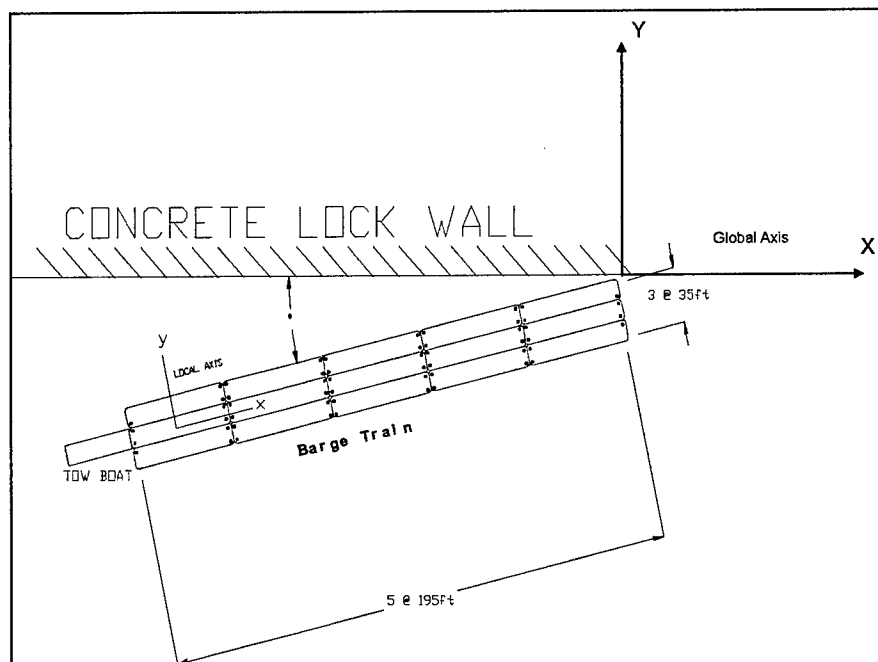 Y
CONCRETE LOCK WALL
Global Axis
X
3 @ 35ft
y
LOCAL AXIS
x
Barge Train
TOW BOAT
5 @ 195ft